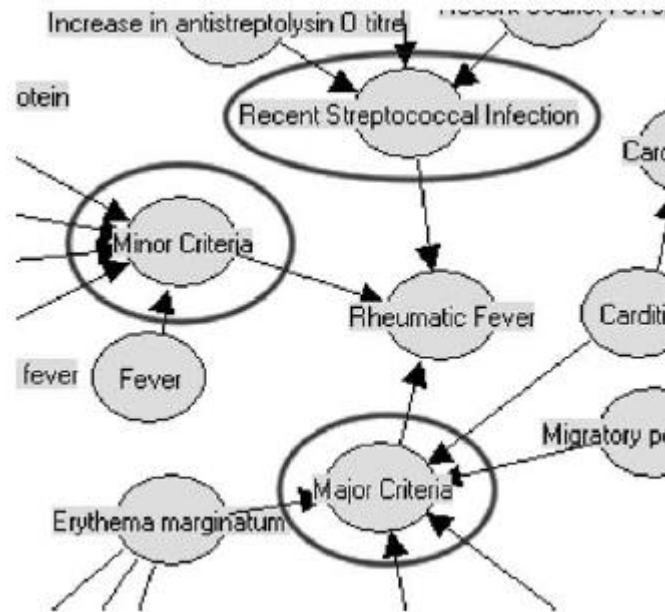 Increase in antistreptolysin O titre
otein
Recent Streptococcal Infection
Minor Criteria
Rheumatic Fever
fever
Fever
Major Criteria
Erythema marginatum
Migratory